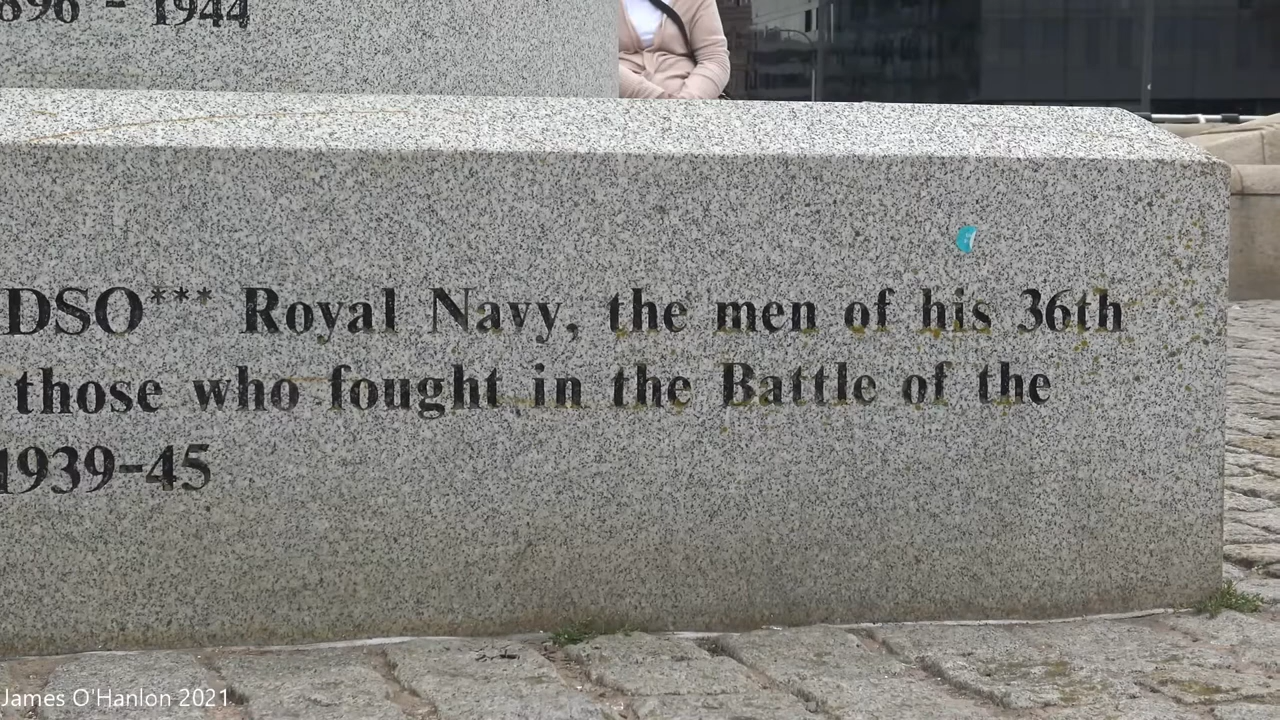 896 - 1944
DSO*** Royal Navy, the men of his 36th
those who fought in the Battle of the
1939-45
James O'Hanlon 2021